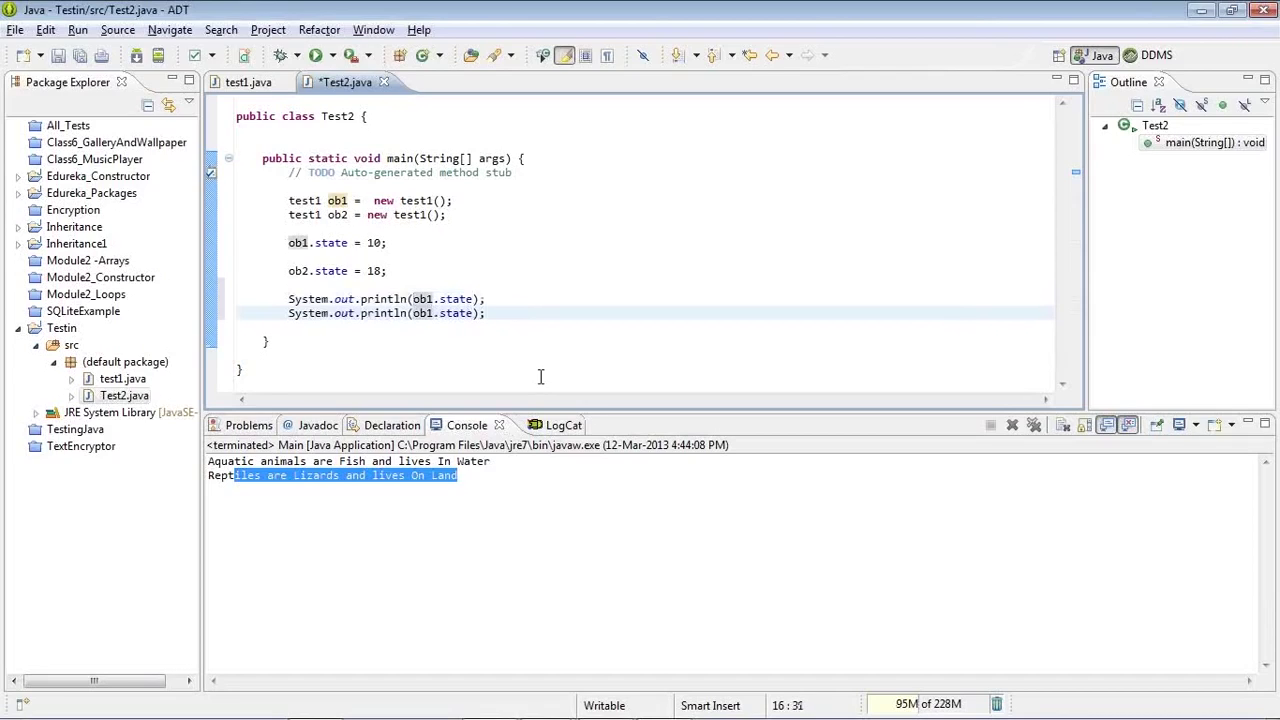 Java - Testin/src/Test2.java - ADT
File Edit Run Source Navigate Search Project Refactor Window Help
Java DDMS
Package Explorer
test1.java
*Test2.java
Outline
All_Tests
Class6_GalleryAndWallpaper
Class6_MusicPlayer
Edureka_Constructor
Edureka_Packages
Encryption
Inheritance
Inheritance1
Module2 -Arrays
Module2_Constructor
Module2_Loops
SQLiteExample
Testin
src
(default package)
test1.java
Test2.java
JRE System Library [JavaSE-
TestingJava
TextEncryptor
public class Test2 {
public static void main(String[] args) {
// TODO Auto-generated method stub
test1 ob1 =  new test1();
test1 ob2 = new test1();
ob1.state = 10;
ob2.state = 18;
System.out.println(ob1.state);
System.out.println(ob1.state);
}
}
Test2
main(String[]) : void
Problems Javadoc Declaration Console LogCat
<terminated> Main [Java Application] C:\Program Files\Java\jre7\bin\javaw.exe (12-Mar-2013 4:44:08 PM)
Aquatic animals are Fish and lives In Water
Reptiles are Lizards and lives On Land
Writable Smart Insert 16 : 31 95M of 228M